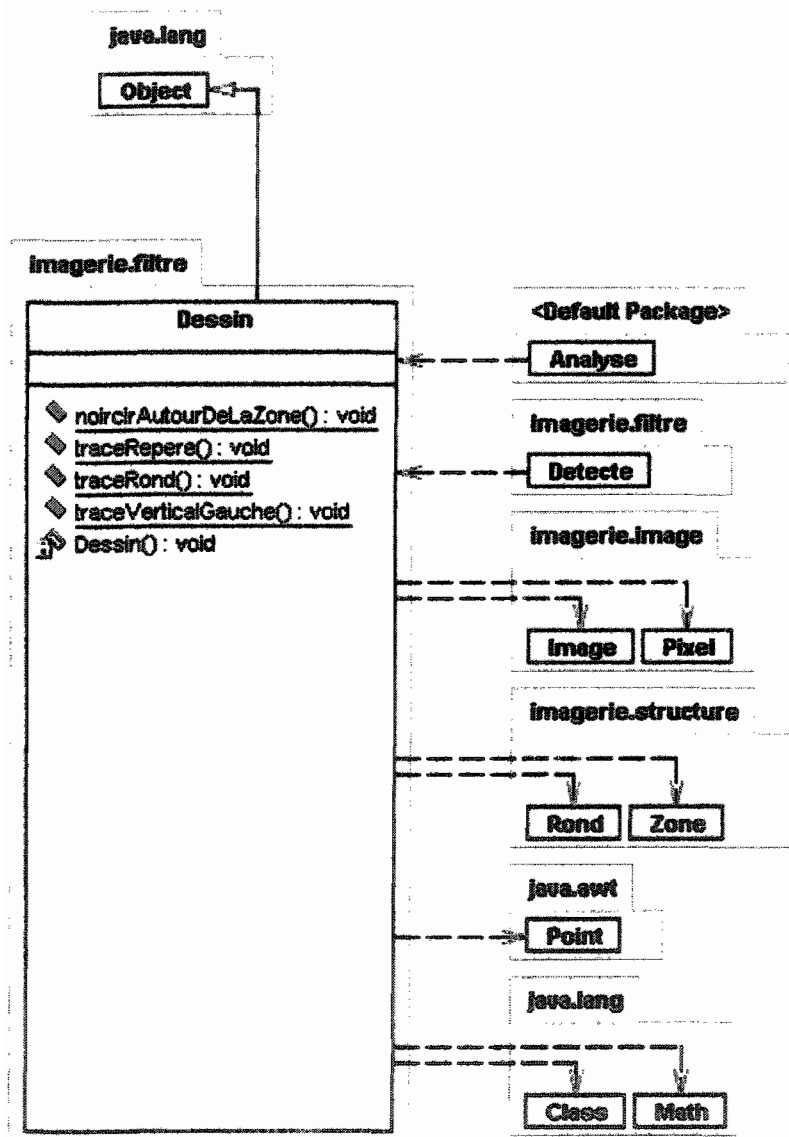 java.lang
Object
imagerie.filtre
Dessin
noircirAutourDeLaZone() : void
traceRepere() : void
traceRond() : void
traceVerticalGauche() : void
Dessin() : void
<Default Package>
Analyse
imagerie.filtre
Detecte
imagerie.image
Image Pixel
imagerie.structure
Rond Zone
java.awt
Point
java.lang
Class Math